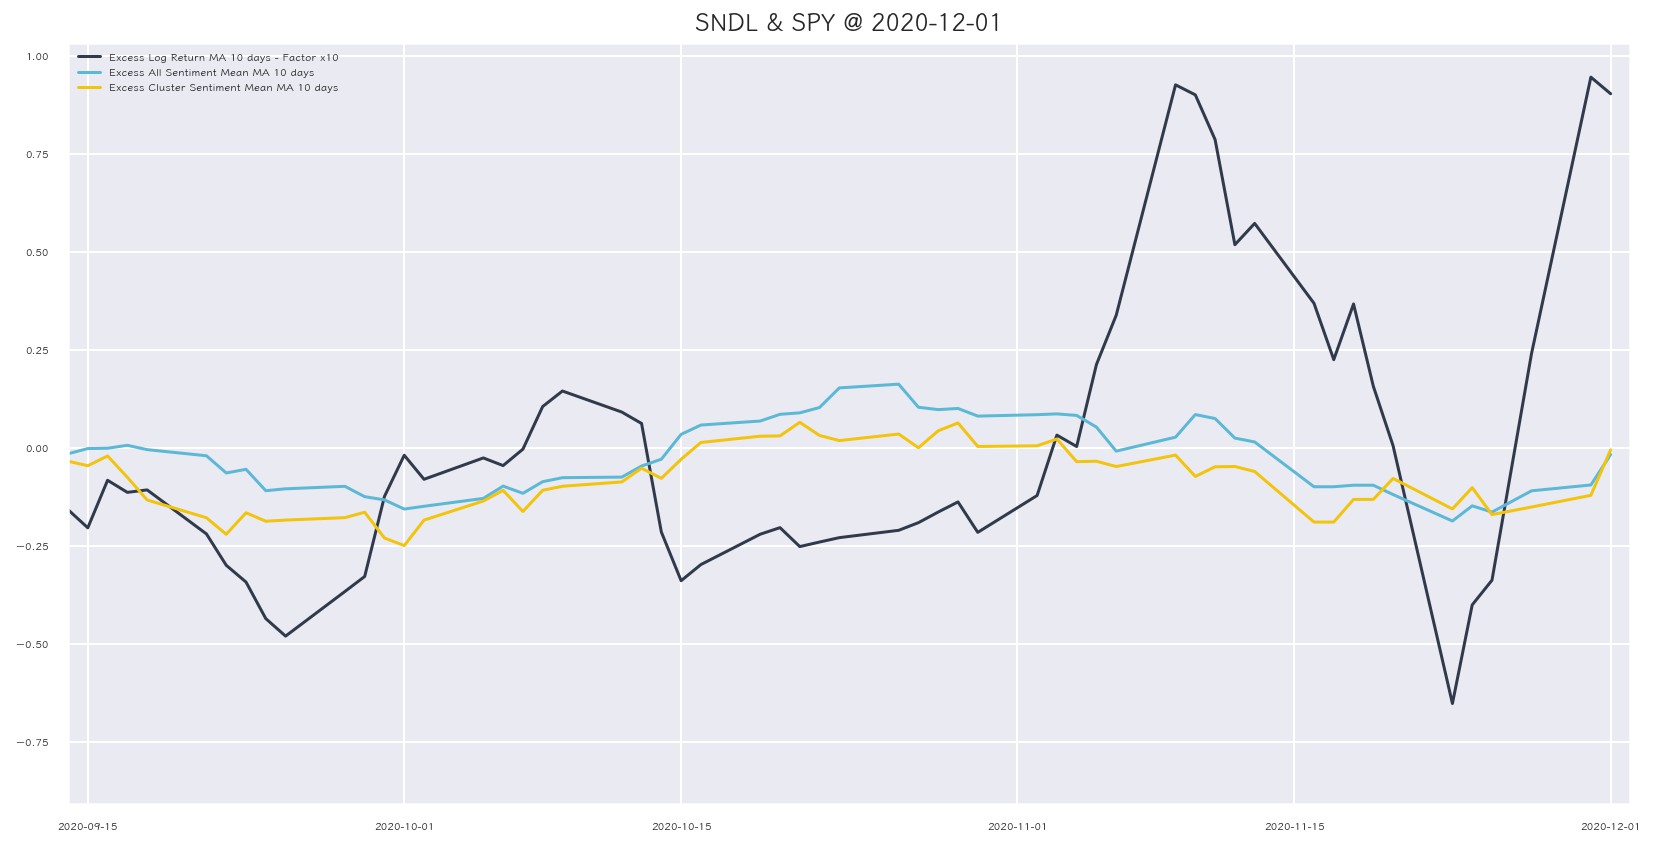 SNDL & SPY @ 2020-12-01
Excess Log Return MA 10 days - Factor x10
Excess All Sentiment Mean MA 10 days
Excess Cluster Sentiment Mean MA 10 days
1.00
0.75
0.50
0.25
0.00
−0.25
−0.50
−0.75
2020-09-15 2020-10-01 2020-10-15 2020-11-01 2020-11-15 2020-12-01